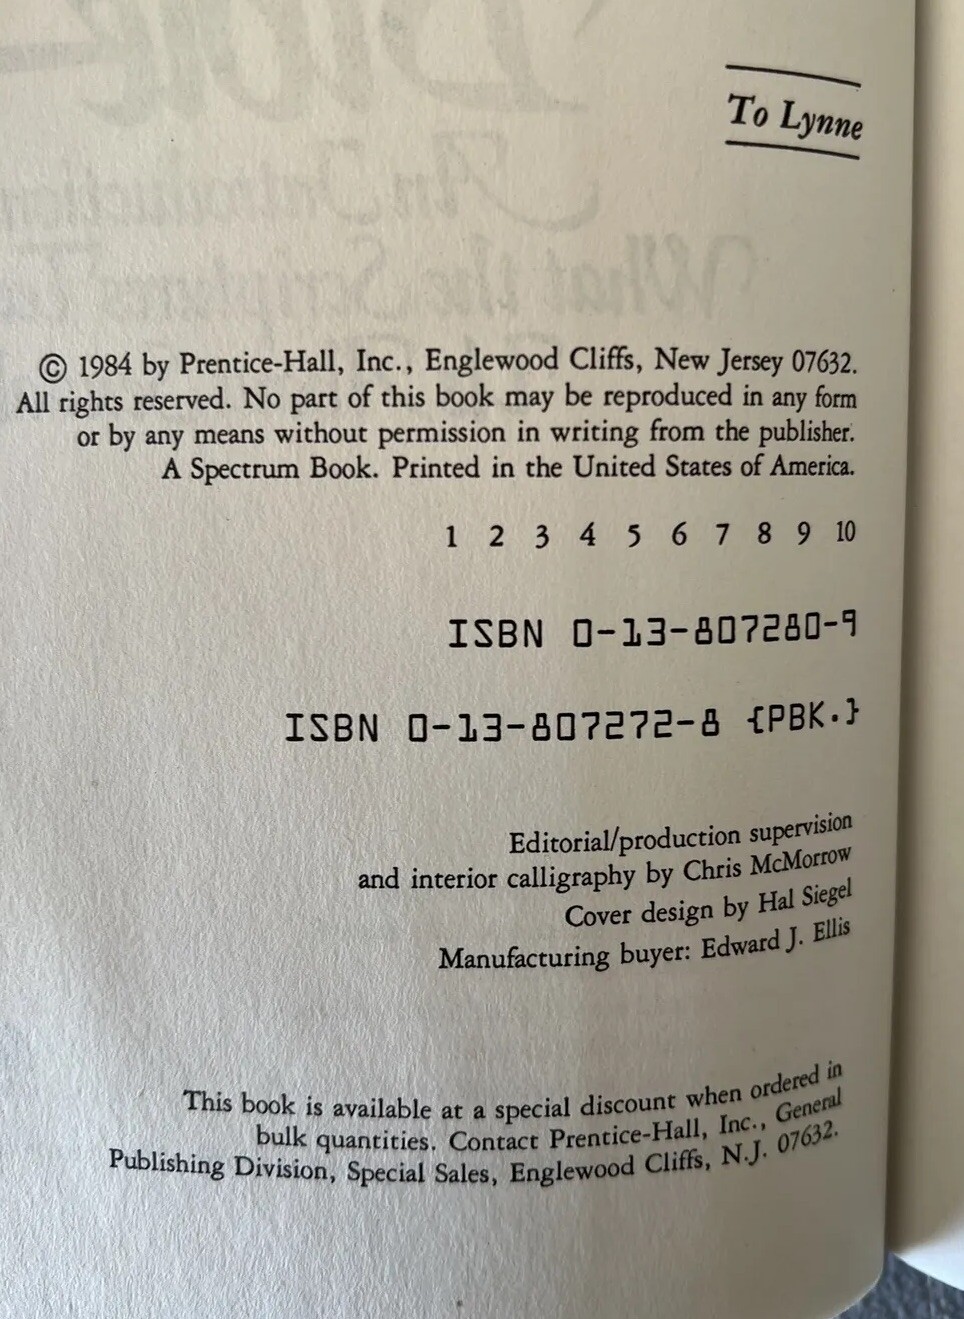 To Lynne
© 1984 by Prentice-Hall, Inc., Englewood Cliffs, New Jersey 07632.
All rights reserved. No part of this book may be reproduced in any form
or by any means without permission in writing from the publisher.
A Spectrum Book. Printed in the United States of America.
1 2 3 4 5 6 7 8 9 10
ISBN 0-13-807280-9
ISBN 0-13-807272-8 {PBK.}
Editorial/production supervision
and interior calligraphy by Chris McMorrow
Cover design by Hal Siegel
Manufacturing buyer: Edward J. Ellis
This book is available at a special discount when ordered in
bulk quantities. Contact Prentice-Hall, Inc., General
Publishing Division, Special Sales, Englewood Cliffs, N.J. 07632.